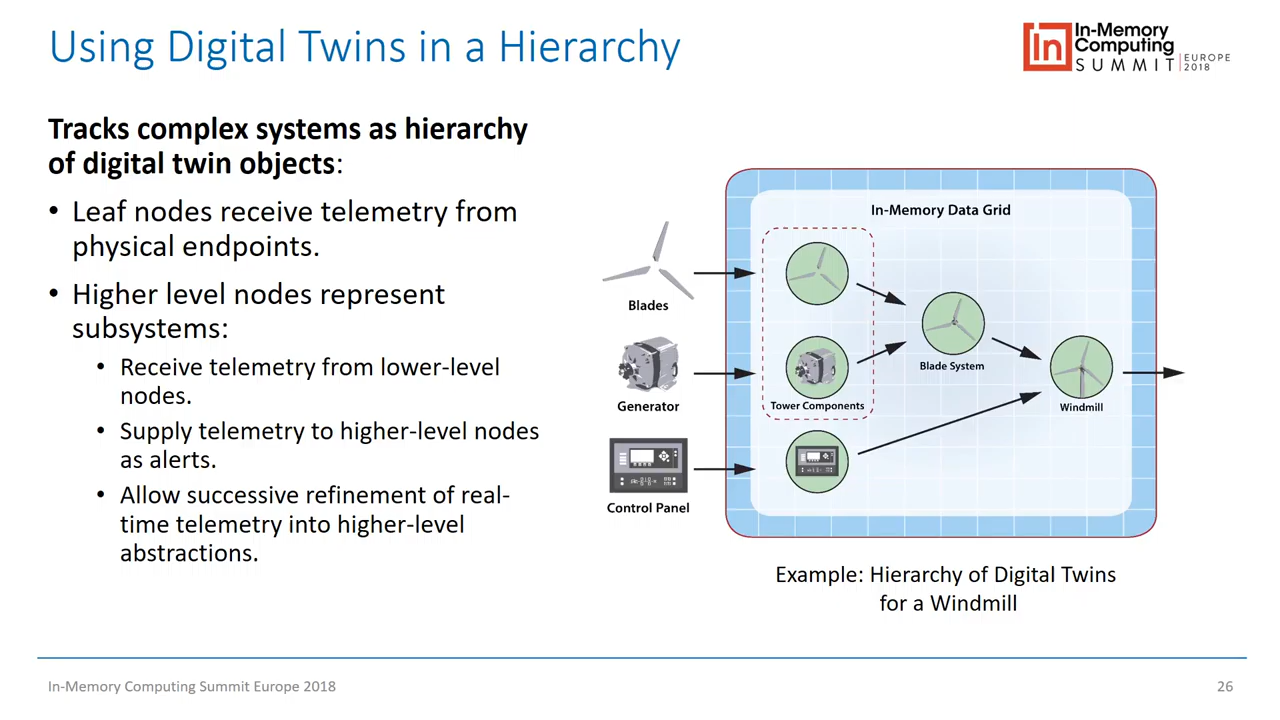 Using Digital Twins in a Hierarchy
In-Memory
Computing
SUMMIT
EUROPE
2018
Tracks complex systems as hierarchy
of digital twin objects:
• Leaf nodes receive telemetry from
physical endpoints.
• Higher level nodes represent
subsystems:
• Receive telemetry from lower-level
nodes.
• Supply telemetry to higher-level nodes
as alerts.
• Allow successive refinement of real-
time telemetry into higher-level
abstractions.
In-Memory Data Grid
Blades
Generator
Control Panel
Tower Components
Blade System
Windmill
Example: Hierarchy of Digital Twins
for a Windmill
In-Memory Computing Summit Europe 2018
26